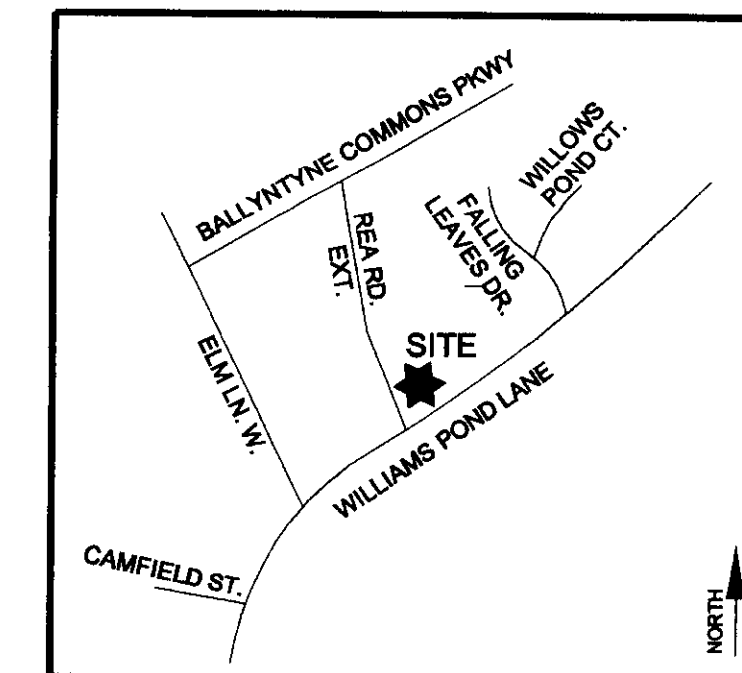 BALLYNTYNE COMMONS PKWY
WILLOWS
POND CT.
FALLING
LEAVES DR.
REA RD.
EXT.
SITE
ELM LN. W.
WILLIAMS POND LANE
CAMFIELD ST.
NORTH